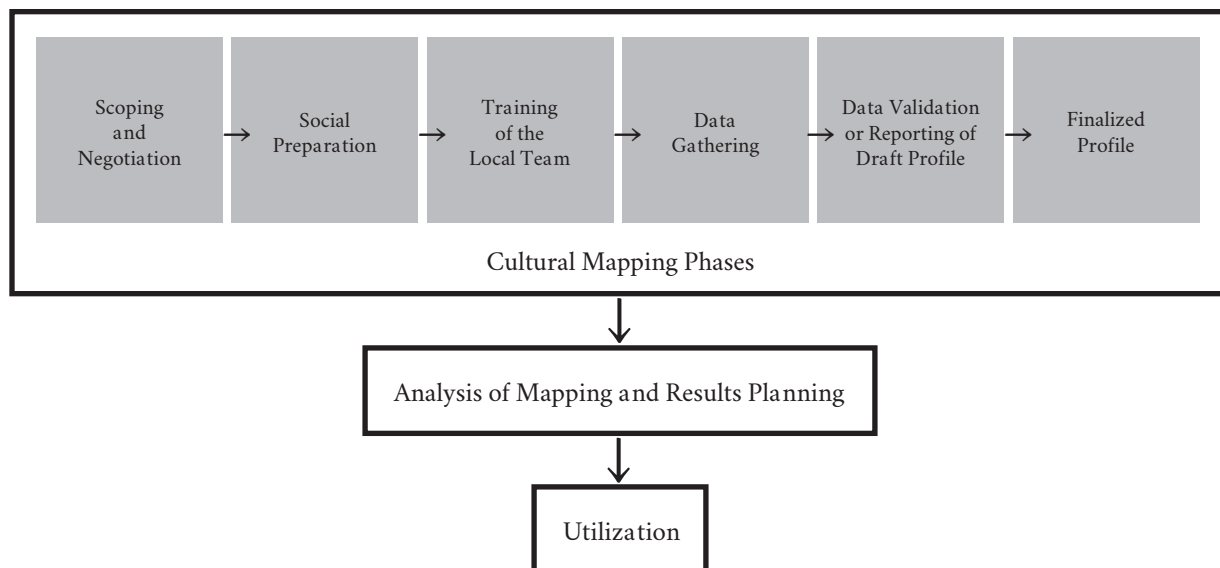 Scoping
and
Negotiation
Social
Preparation
Training
of the
Local Team
Data
Gathering
Data Validation
or Reporting of
Draft Profile
Finalized
Profile
Cultural Mapping Phases
Analysis of Mapping and Results Planning
Utilization